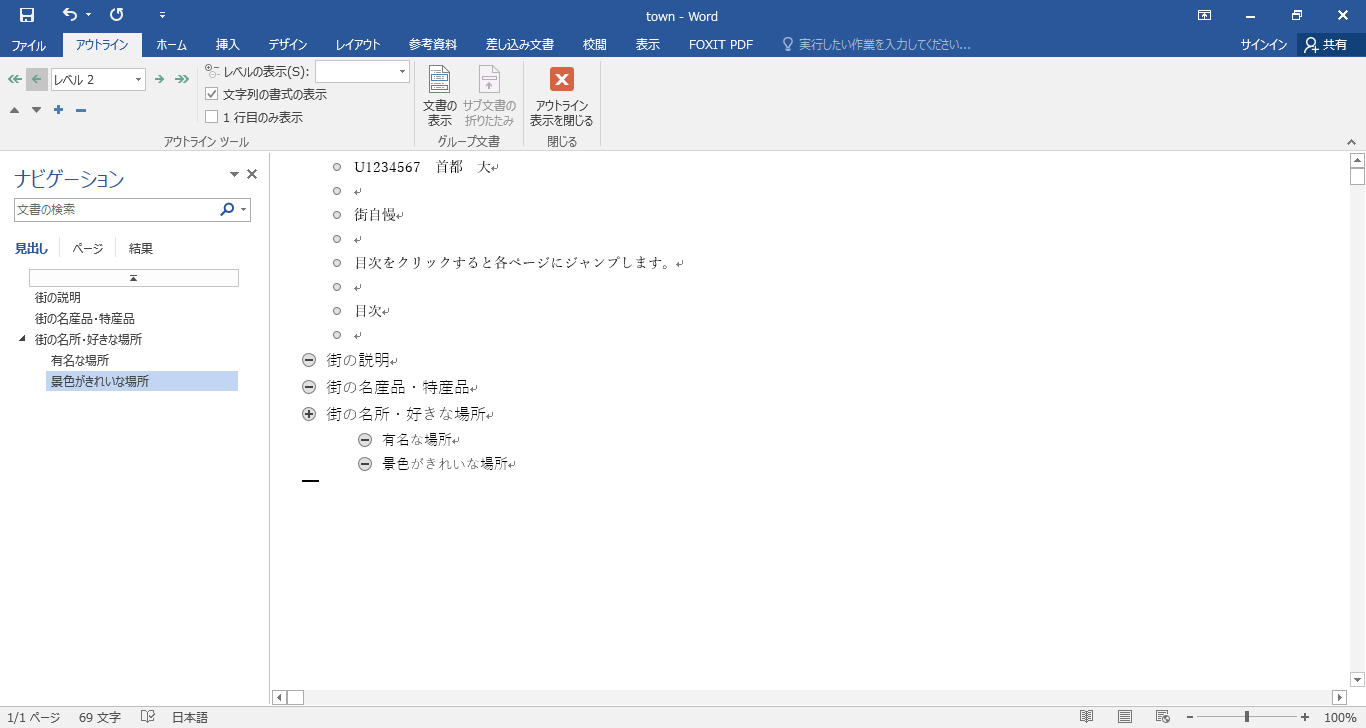 town - Word
ファイル アウトライン ホーム 挿入 デザイン レイアウト 参考資料 差し込み文書 校閲 表示 FOXIT PDF 実行したい作業を入力してください... サインイン 共有
レベル 2
レベルの表示(S):
文字列の書式の表示
1 行目のみ表示
アウトライン ツール
文書の
表示
サブ文書の
折りたたみ
グループ文書
アウトライン
表示を閉じる
閉じる
ナビゲーション
文書の検索
見出し ページ 結果
街の説明
街の名産品・特産品
街の名所・好きな場所
有名な場所
景色がきれいな場所
U1234567 首都 大
街自慢
目次をクリックすると各ページにジャンプします。
目次
街の説明
街の名産品・特産品
街の名所・好きな場所
有名な場所
景色がきれいな場所
1/1 ページ 69 文字 日本語 100%